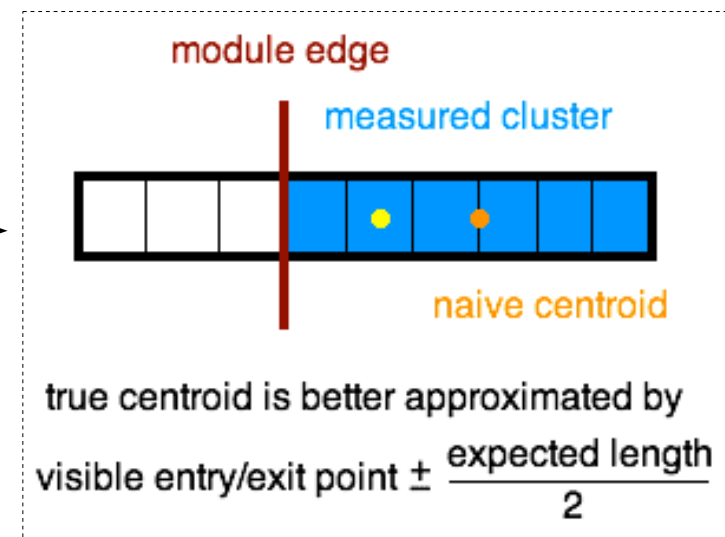 module edge
measured cluster
naive centroid
true centroid is better approximated by
visible entry/exit point ± expected length
2